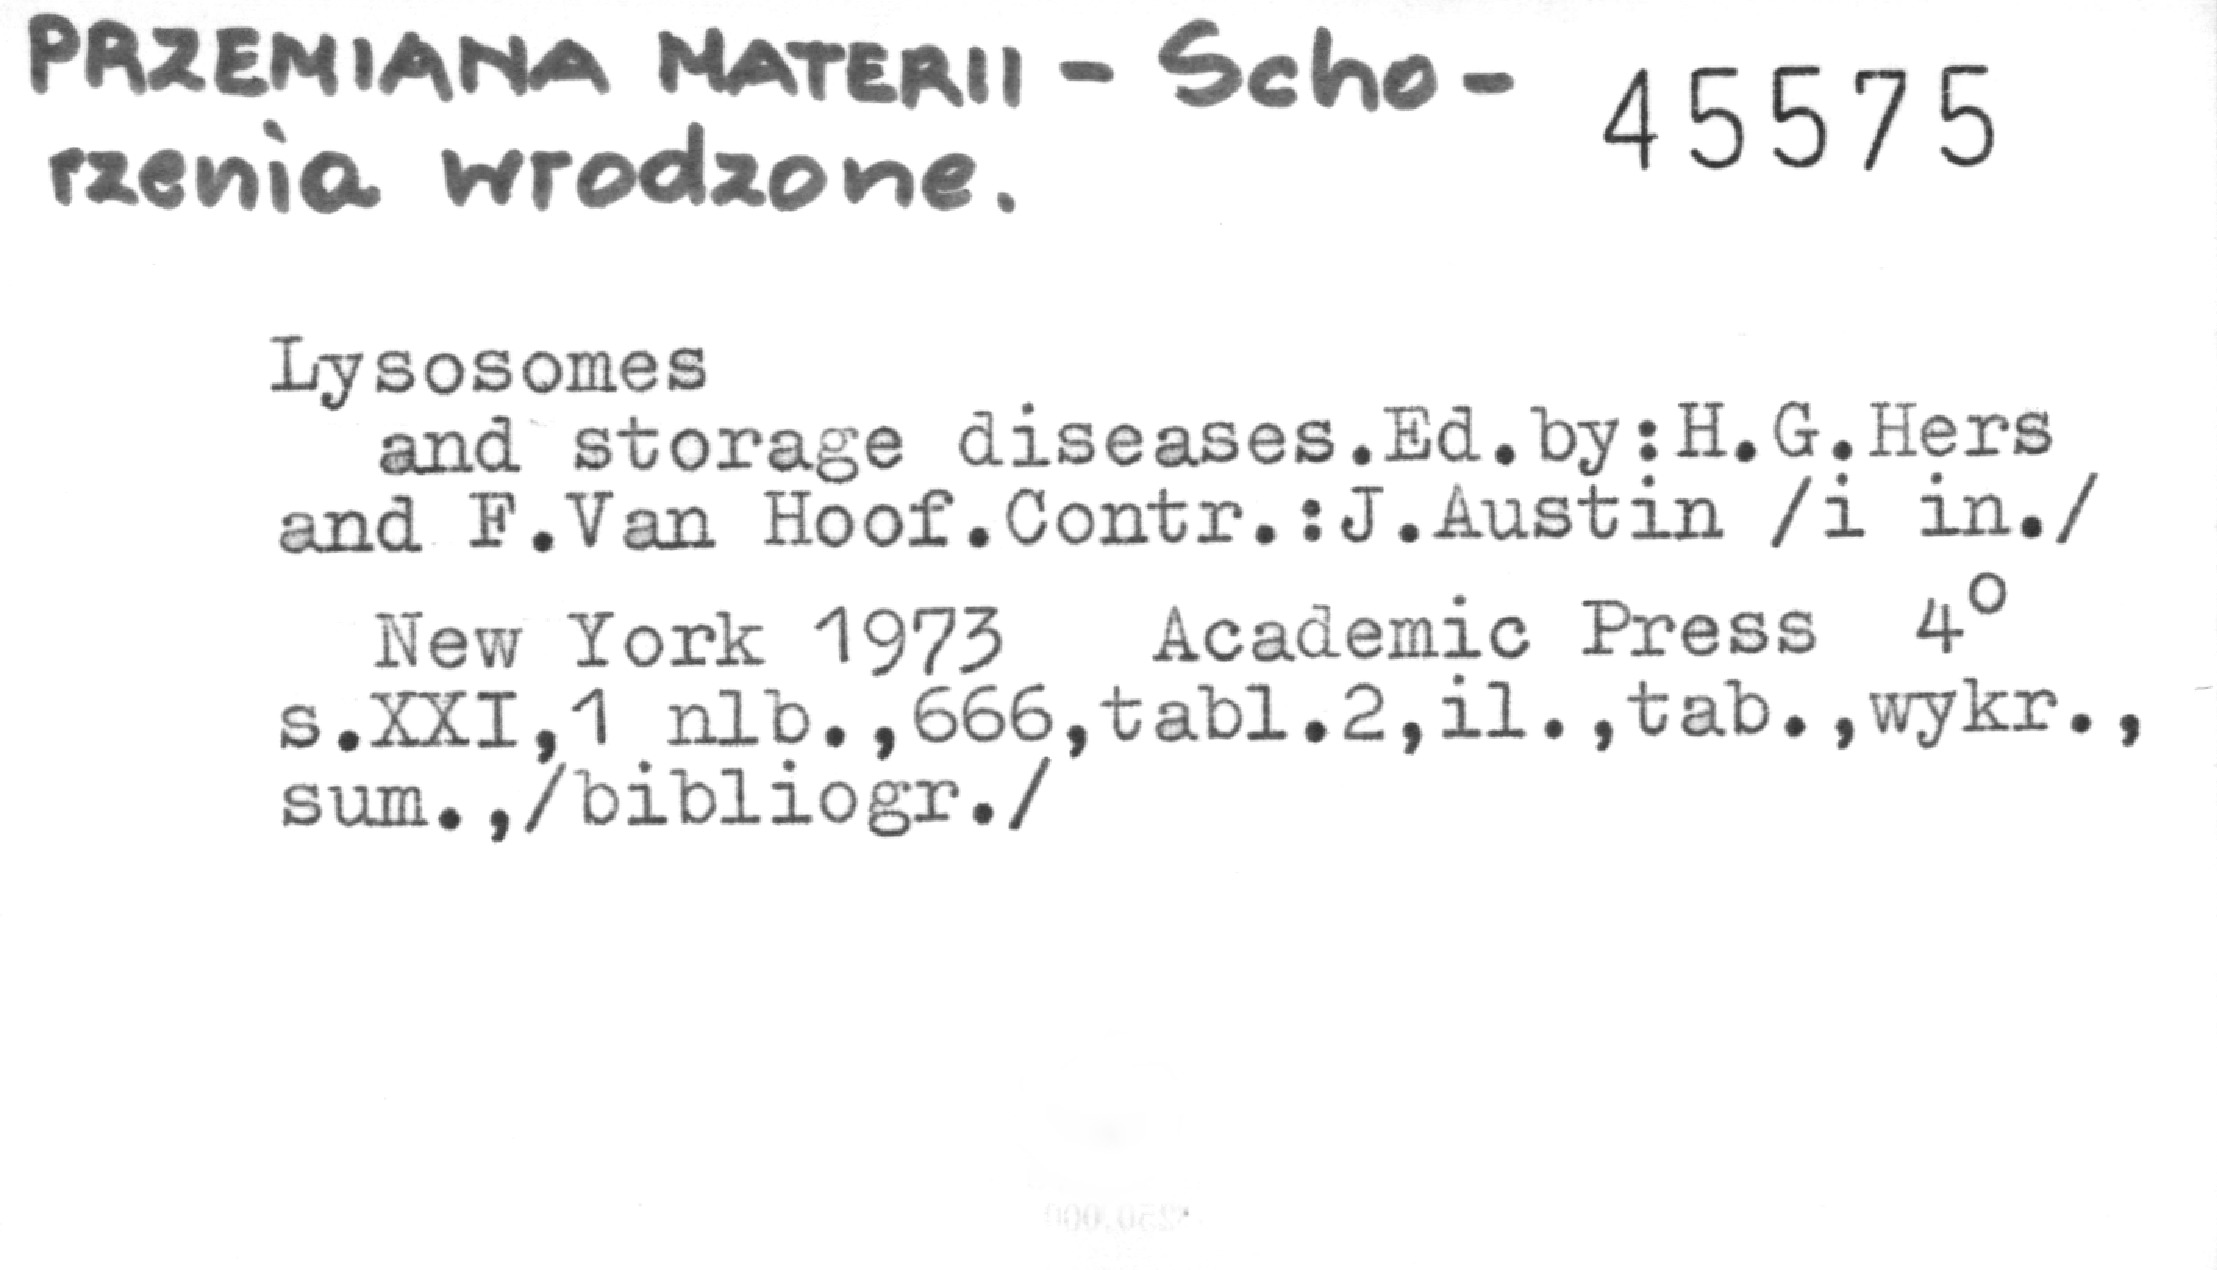 PRZEMIANA MATERII - Scho-
rzenia wrodzone.
45575
Lysosomes
and storage diseases.Ed.by:H.G.Hers
and F.Van Hoof.Contr.:J.Austin /i in./
New York 1973 Academic Press 4°
s.XXI,1 nlb.,666,tabl.2,il.,tab.,wykr.,
sum.,/bibliogr./